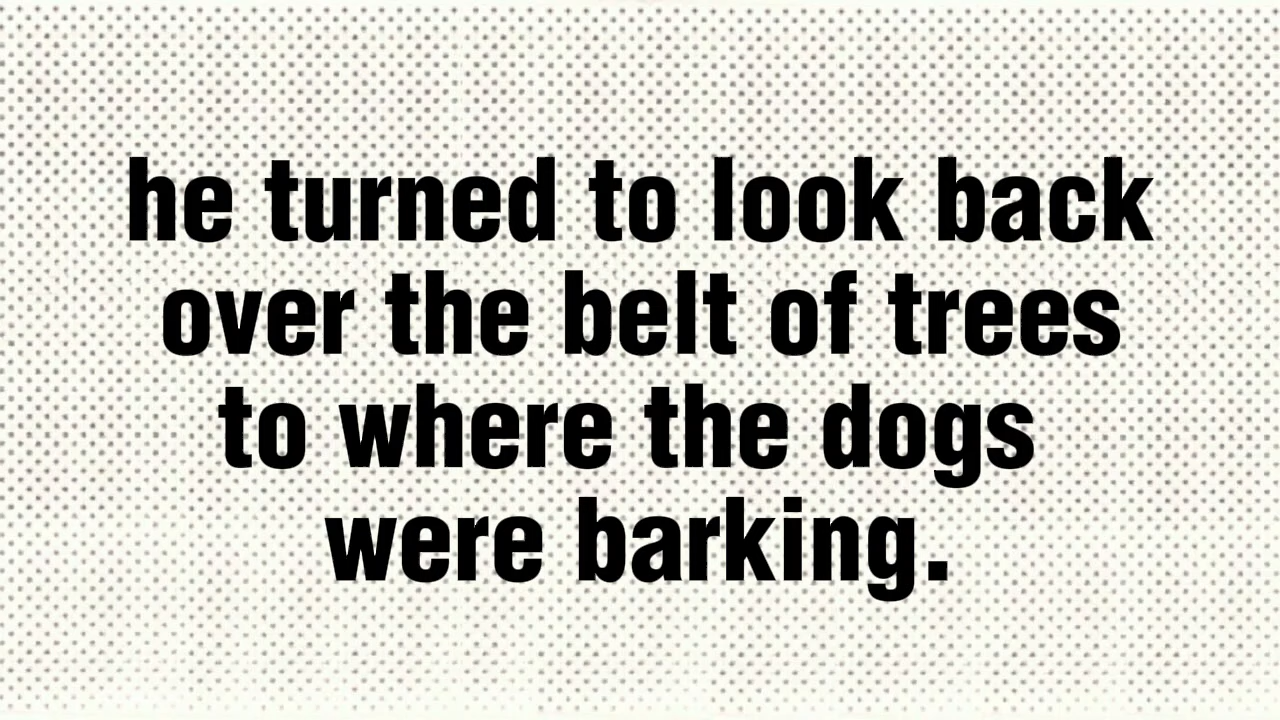 he turned to look back
over the belt of trees
to where the dogs
were barking.